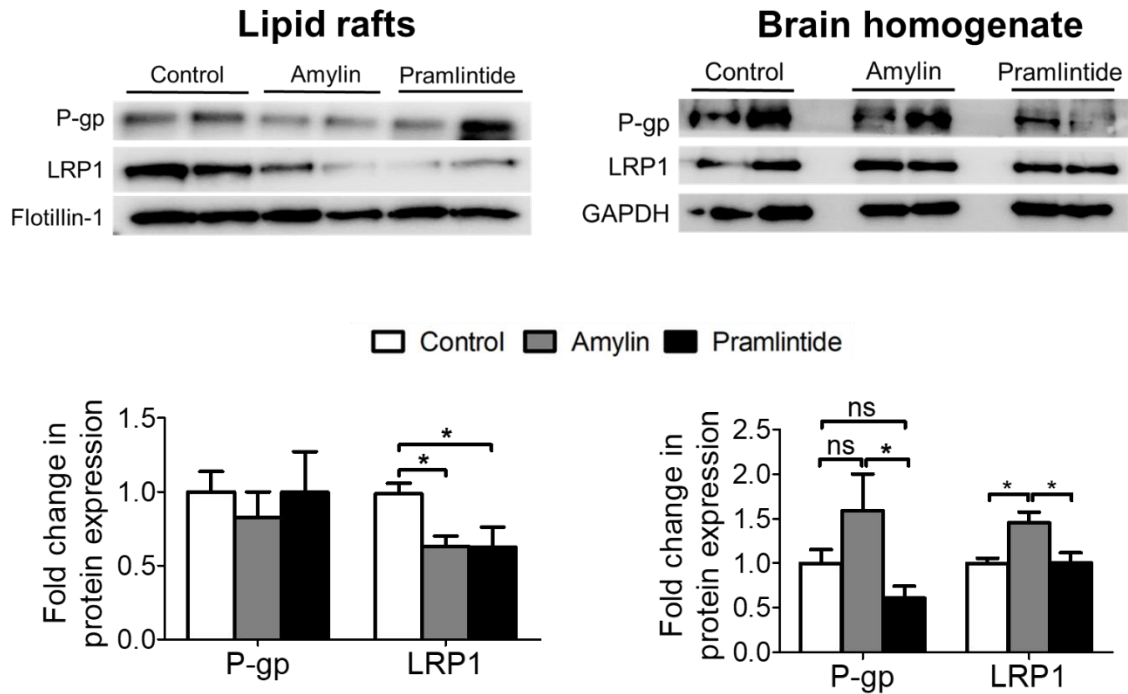 Lipid rafts
Control Amylin Pramlintide
P-gp
LRP1
Flotillin-1
Brain homogenate
Control Amylin Pramlintide
P-gp
LRP1
GAPDH
Control Amylin Pramlintide
Fold change in
protein expression
1.5
1.0
0.5
0.0
* *
P-gp LRP1
Fold change in
protein expression
2.5
2.0
1.5
1.0
0.5
0.0
ns
ns *
* *
P-gp LRP1